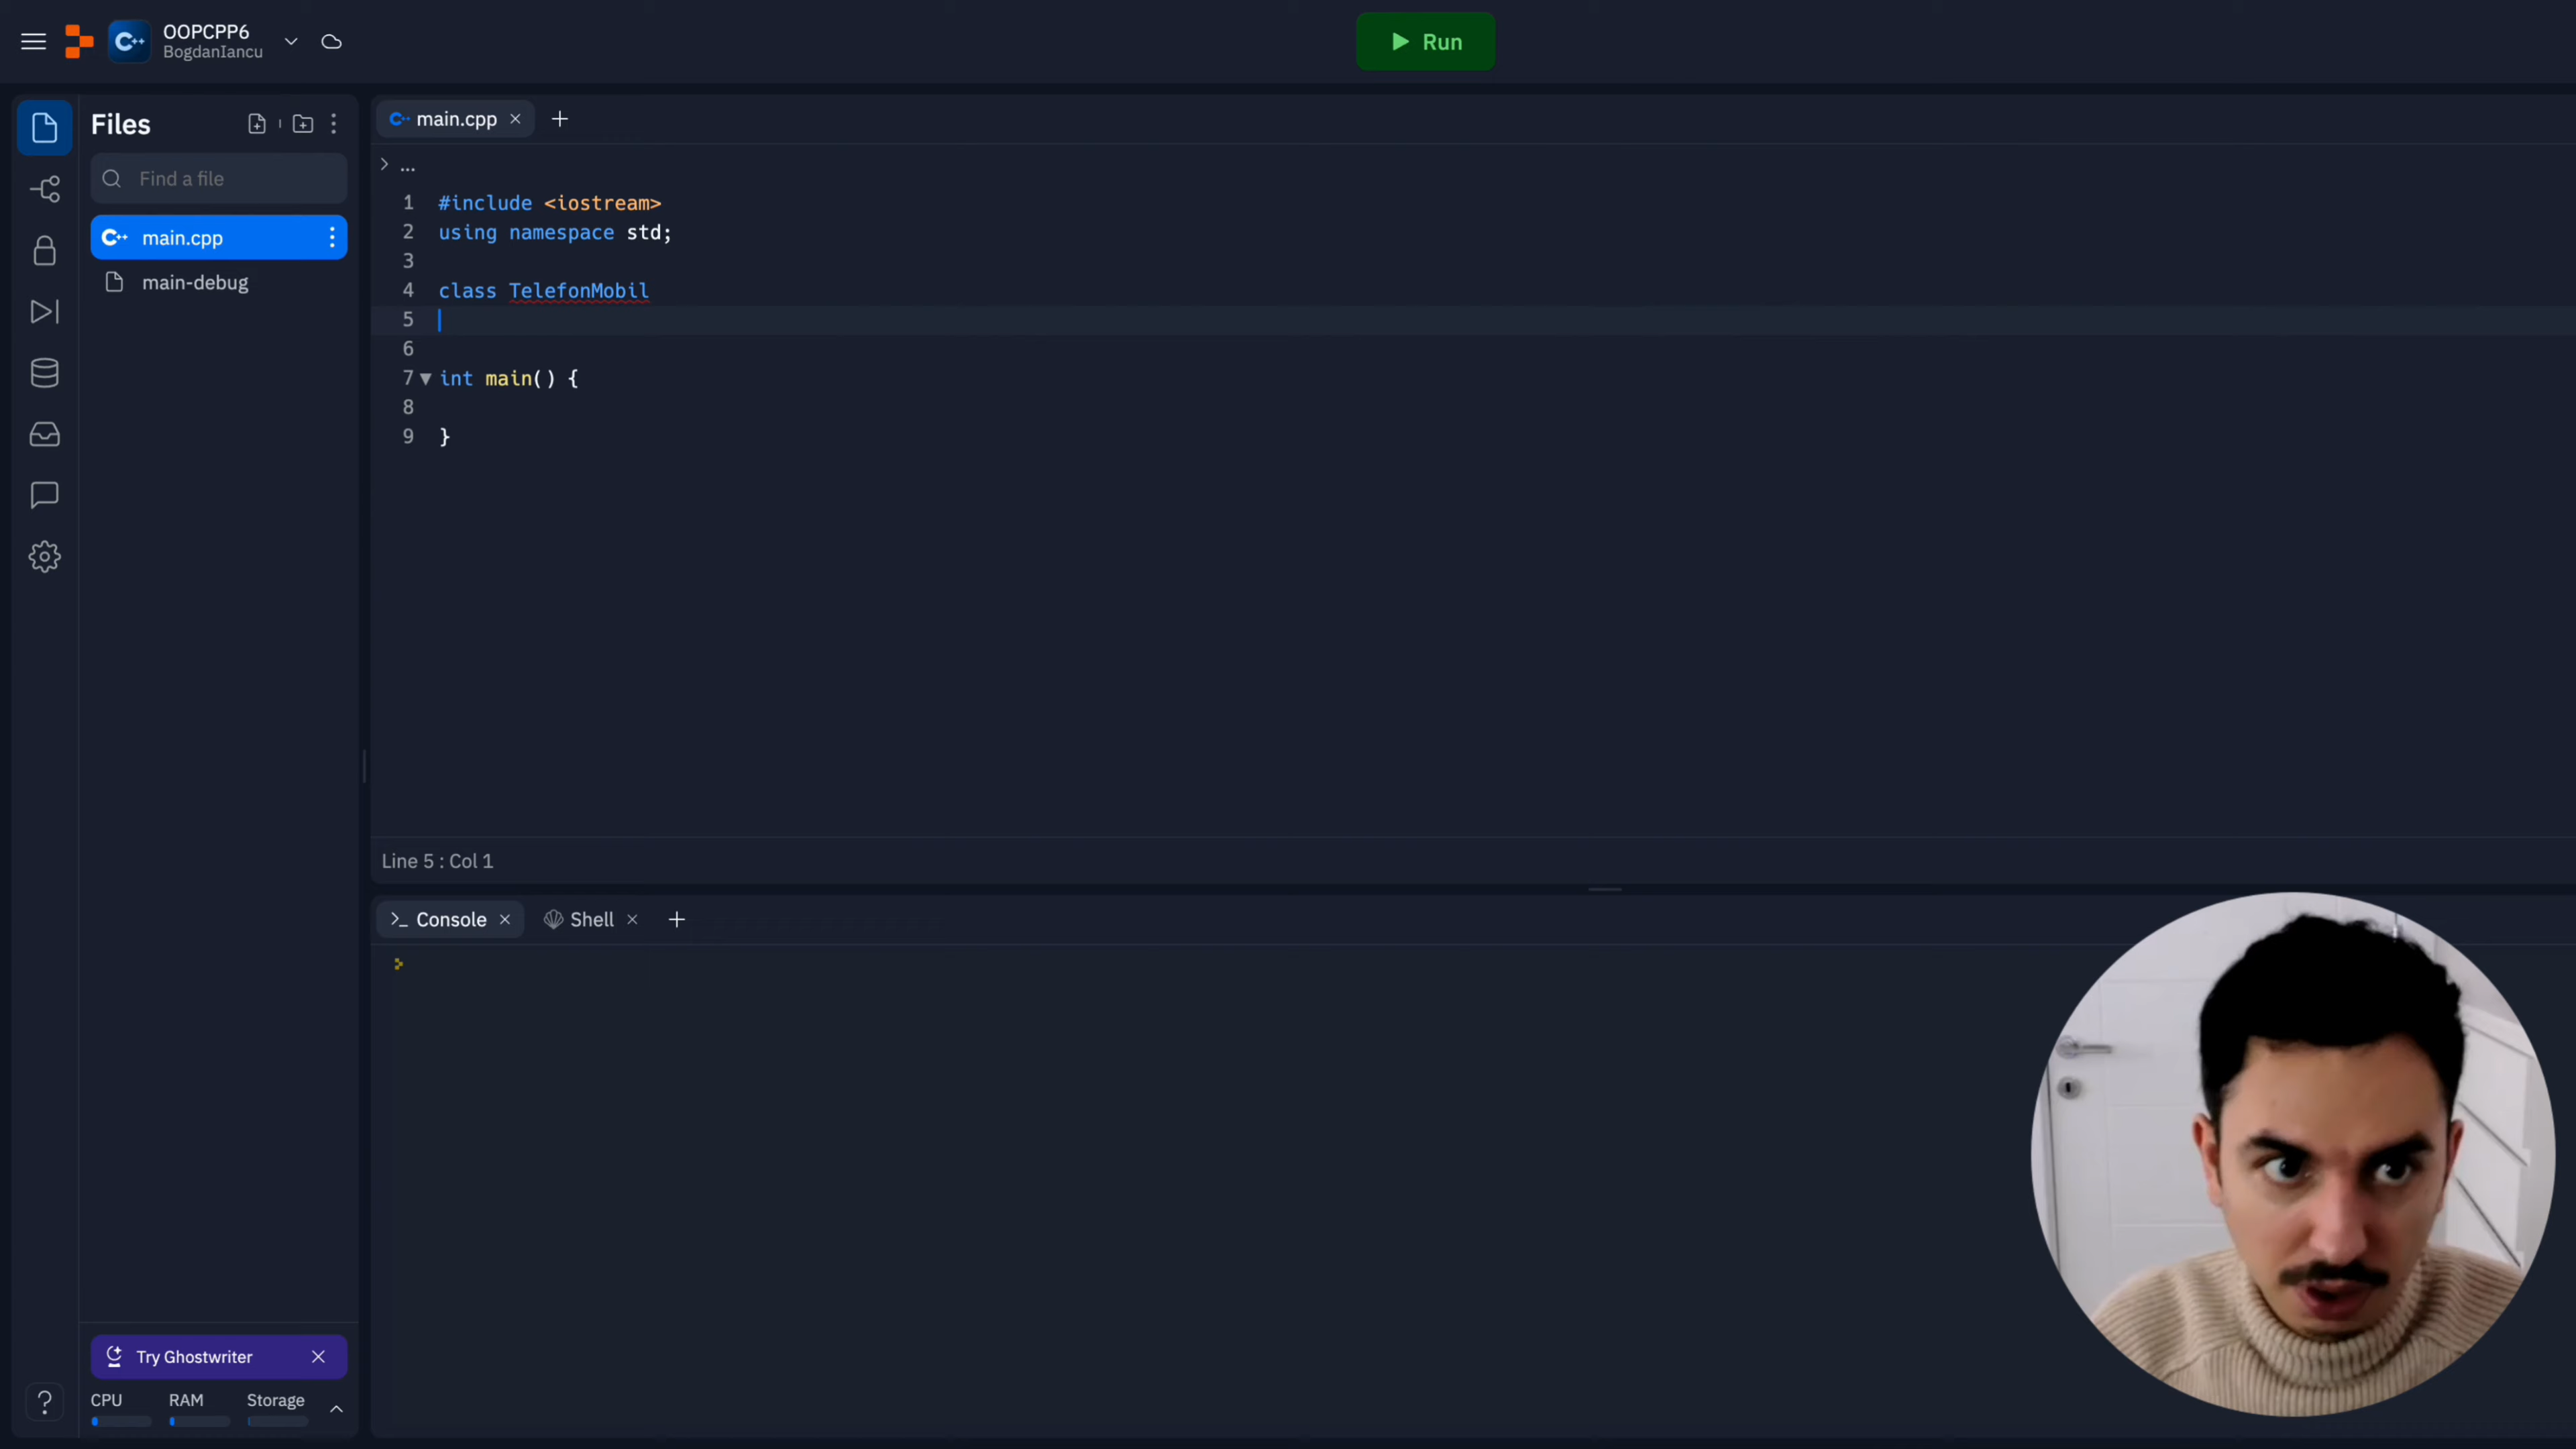 OOPCPP6
BogdanIancu
Run
Files
Find a file
main.cpp
main-debug
main.cpp
...
1 #include <iostream>
2 using namespace std;
3
4 class TelefonMobil
5
6
7 int main() {
8
9 }
Line 5 : Col 1
Console
Shell
Try Ghostwriter
CPU RAM Storage